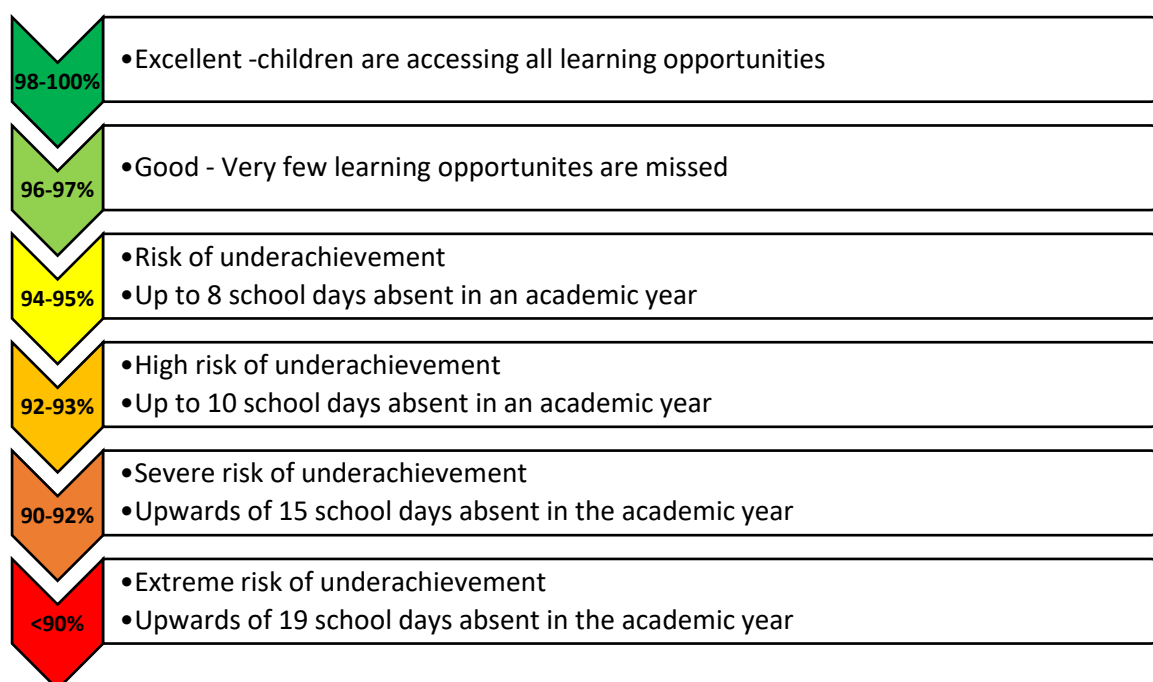 98-100%
•Excellent -children are accessing all learning opportunities
96-97%
•Good - Very few learning opportunites are missed
94-95%
•Risk of underachievement
•Up to 8 school days absent in an academic year
92-93%
•High risk of underachievement
•Up to 10 school days absent in an academic year
90-92%
•Severe risk of underachievement
•Upwards of 15 school days absent in the academic year
<90%
•Extreme risk of underachievement
•Upwards of 19 school days absent in the academic year